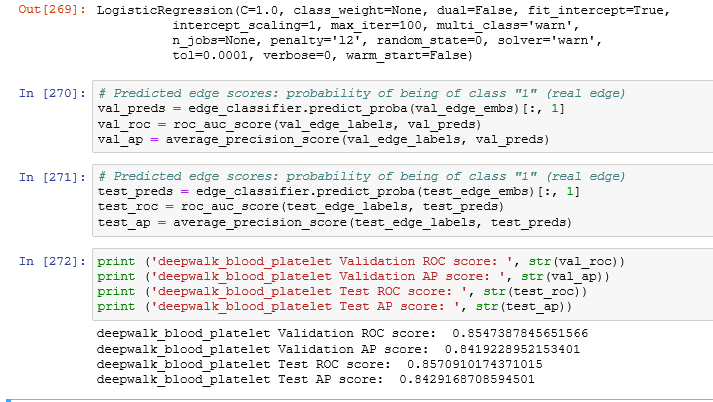 Out[269]: LogisticRegression(C=1.0, class_weight=None, dual=False, fit_intercept=True,
intercept_scaling=1, max_iter=100, multi_class='warn',
n_jobs=None, penalty='l2', random_state=0, solver='warn',
tol=0.0001, verbose=0, warm_start=False)
In [270]: # Predicted edge scores: probability of being of class "1" (real edge)
val_preds = edge_classifier.predict_proba(val_edge_embs)[:, 1]
val_roc = roc_auc_score(val_edge_labels, val_preds)
val_ap = average_precision_score(val_edge_labels, val_preds)
In [271]: # Predicted edge scores: probability of being of class "1" (real edge)
test_preds = edge_classifier.predict_proba(test_edge_embs)[:, 1]
test_roc = roc_auc_score(test_edge_labels, test_preds)
test_ap = average_precision_score(test_edge_labels, test_preds)
In [272]: print ('deepwalk_blood_platelet Validation ROC score: ', str(val_roc))
print ('deepwalk_blood_platelet Validation AP score: ', str(val_ap))
print ('deepwalk_blood_platelet Test ROC score: ', str(test_roc))
print ('deepwalk_blood_platelet Test AP score: ', str(test_ap))
deepwalk_blood_platelet Validation ROC score:  0.8547387845651566
deepwalk_blood_platelet Validation AP score:  0.8419228952153401
deepwalk_blood_platelet Test ROC score:  0.8570910174371015
deepwalk_blood_platelet Test AP score:  0.8429168708594501